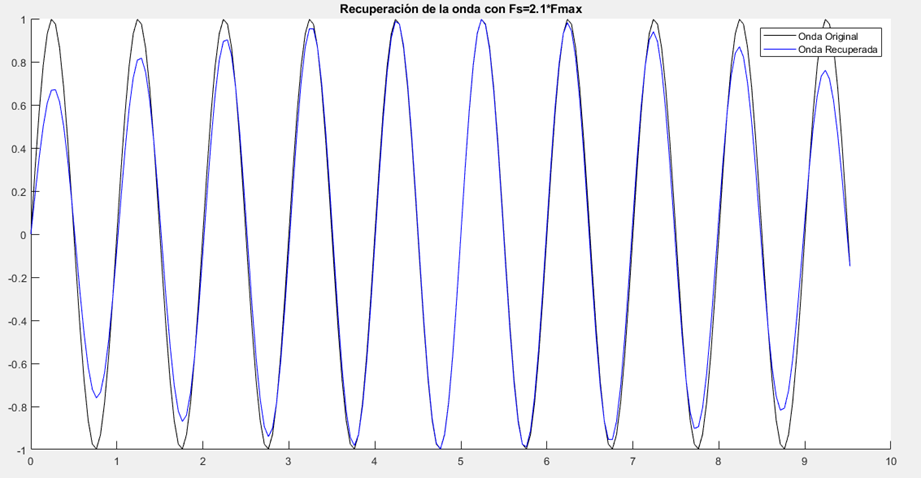 Recuperación de la onda con Fs=2.1*Fmax
Onda Original
Onda Recuperada
1
0.8
0.6
0.4
0.2
0
-0.2
-0.4
-0.6
-0.8
-1
0 1 2 3 4 5 6 7 8 9 10